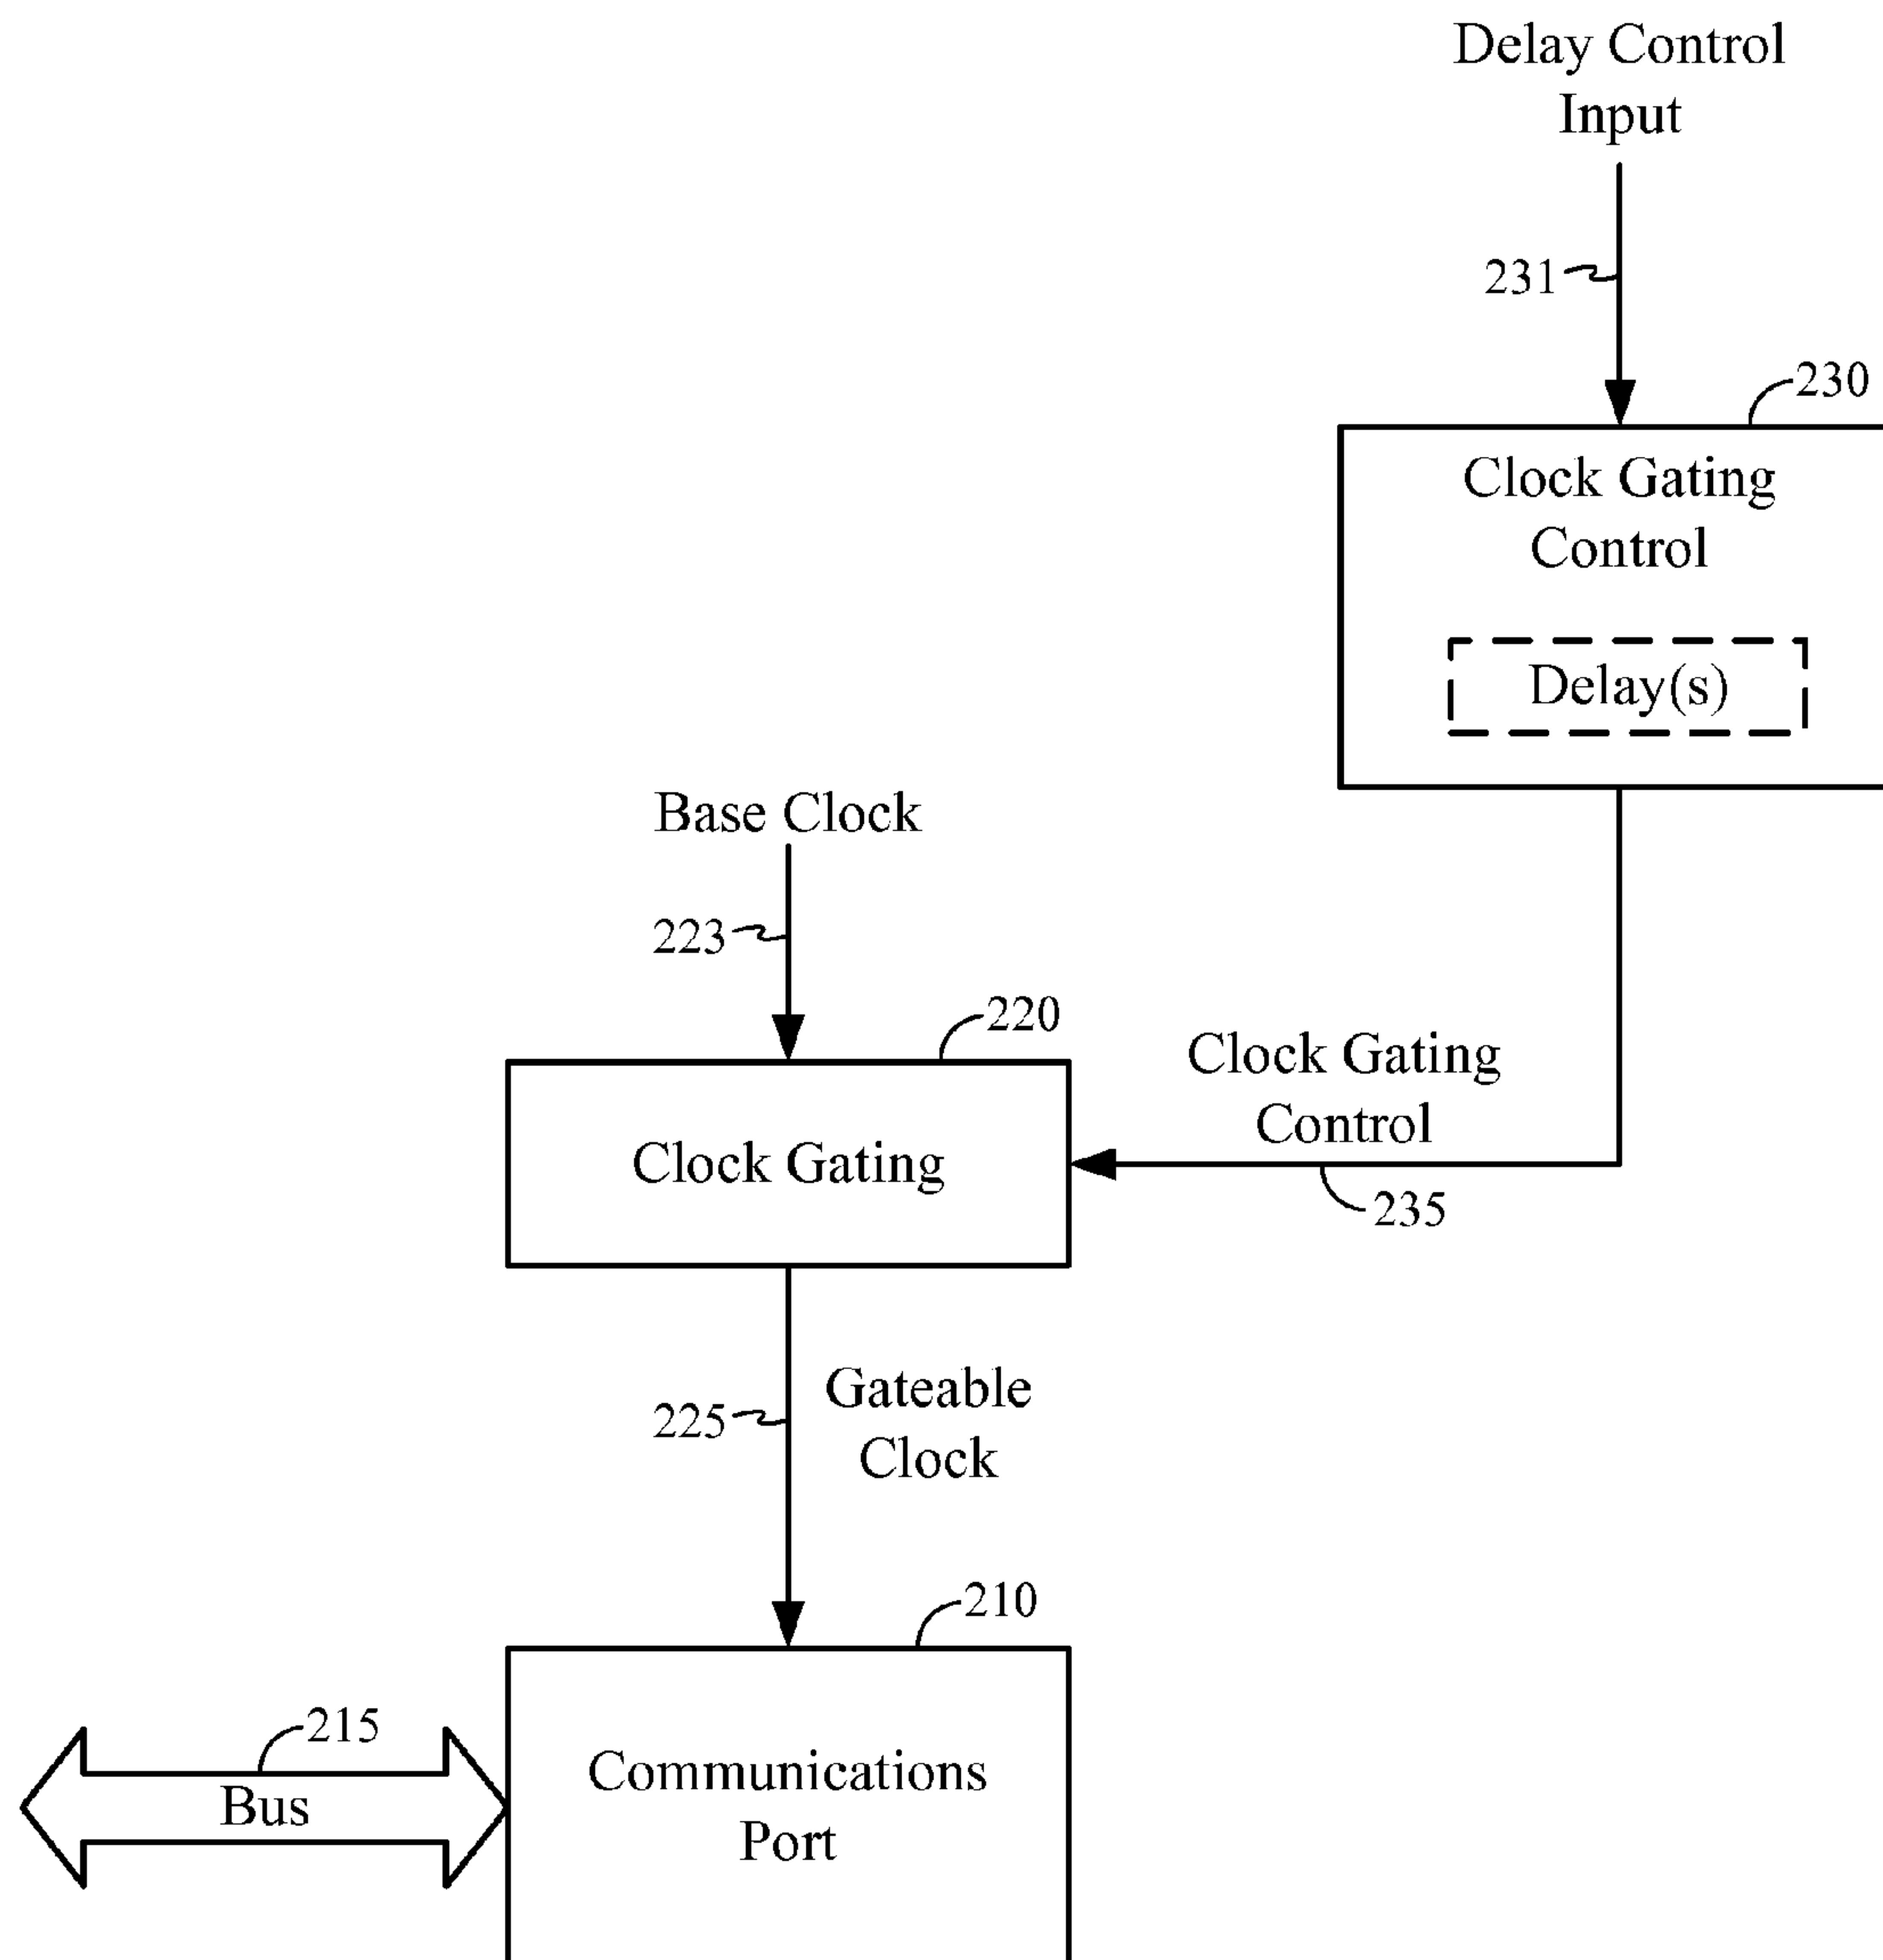 Delay Control
Input
231
230
Clock Gating
Control
Delay(s)
Base Clock
223
220
Clock Gating
Control
Clock Gating
235
Gateable
Clock
225
210
215
Bus
Communications
Port